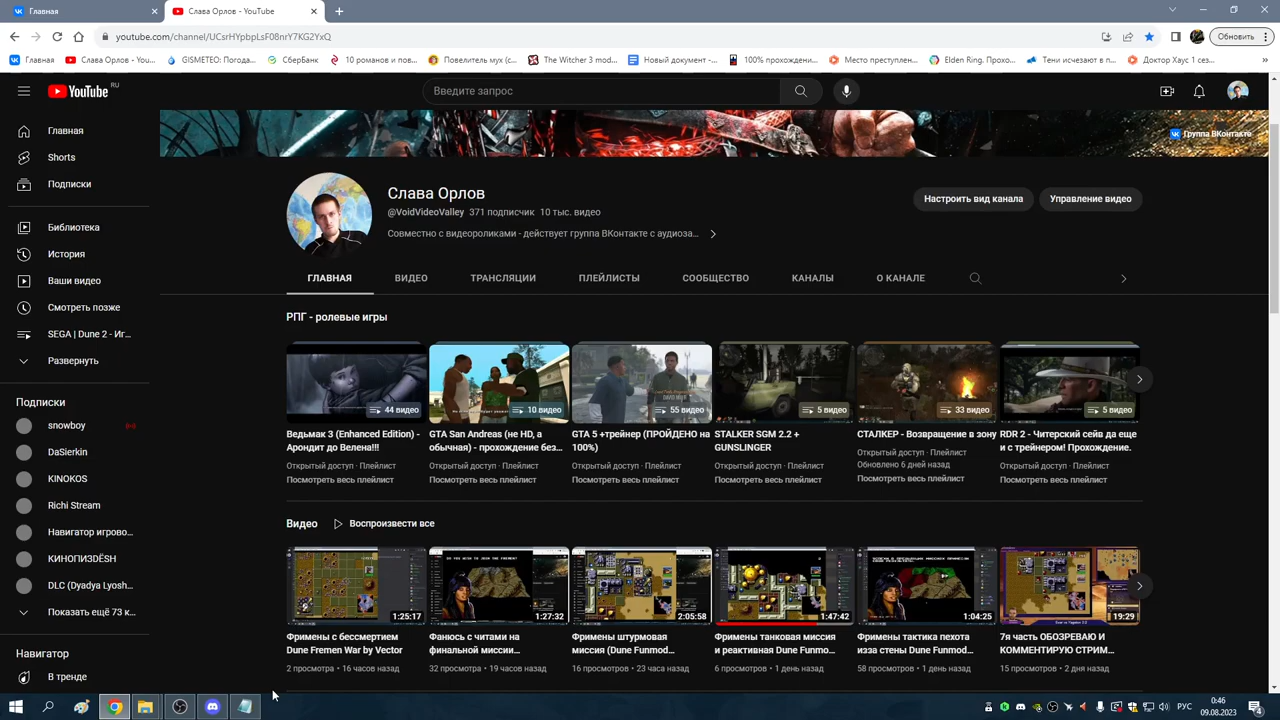 Главная
Слава Орлов - YouTube
youtube.com/channel/UCsrHYpbpLsF08nrY7KG2YxQ
Обновить
Главная
Слава Орлов - You...
GISMETEO: Погода...
СберБанк
10 романов и пов...
Повелитель мух (с...
The Witcher 3 mod...
Новый документ -...
100% прохождени...
Место преступлен...
Elden Ring. Прохо...
Тени исчезают в п...
Доктор Хаус 1 сез...
YouTube RU
Введите запрос
Группа ВКонтакте
Главная
Shorts
Подписки
Библиотека
История
Ваши видео
Смотреть позже
SEGA | Dune 2 - Иг...
Развернуть
Подписки
snowboy
DaSierkin
KINOKOS
Richi Stream
Навигатор игрово...
КИНОПИЗDЁSH
DLC (Dyadya Lyosh...
Показать ещё 73 к...
Навигатор
В тренде
Слава Орлов
@VoidVideoValley 371 подписчик 10 тыс. видео
Совместно с видеороликами - действует группа ВКонтакте с аудиоза...
Настроить вид канала
Управление видео
ГЛАВНАЯ
ВИДЕО
ТРАНСЛЯЦИИ
ПЛЕЙЛИСТЫ
СООБЩЕСТВО
КАНАЛЫ
О КАНАЛЕ
РПГ - ролевые игры
44 видео
10 видео
55 видео
5 видео
33 видео
5 видео
Ведьмак 3 (Enhanced Edition) -
Арондит до Велена!!!
Открытый доступ · Плейлист
Посмотреть весь плейлист
GTA San Andreas (не HD, а
обычная) - прохождение без...
Открытый доступ · Плейлист
Посмотреть весь плейлист
GTA 5 +трейнер (ПРОЙДЕНО на
100%)
Открытый доступ · Плейлист
Посмотреть весь плейлист
STALKER SGM 2.2 +
GUNSLINGER
Открытый доступ · Плейлист
Посмотреть весь плейлист
СТАЛКЕР - Возвращение в зону
Открытый доступ · Плейлист
Обновлено 6 дней назад
Посмотреть весь плейлист
RDR 2 - Читерский сейв да еще
и с трейнером! Прохождение.
Открытый доступ · Плейлист
Посмотреть весь плейлист
Видео
Воспроизвести все
1:25:17
1:27:32
2:05:58
1:47:42
1:04:25
19:29
Фримены с бессмертием
Dune Fremen War by Vector
2 просмотра • 16 часов назад
Фанюсь с читами на
финальной миссии...
32 просмотра • 19 часов назад
Фримены штурмовая
миссия (Dune Funmod...
16 просмотров • 23 часа назад
Фримены танковая миссия
и реактивная Dune Funmo...
6 просмотров • 1 день назад
Фримены тактика пехота
изза стены (Dune Funmod...
58 просмотров • 1 день назад
7я часть ОБОЗРЕВАЮ И
КОММЕНТИРУЮ СТРИМ...
15 просмотров • 2 дня назад
РУС
0:46
09.08.2023
4